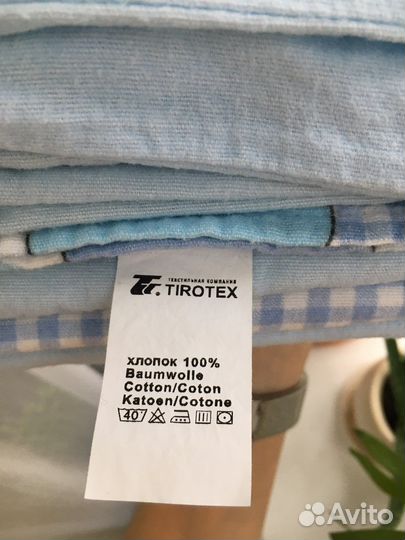 ТЕКСТИЛЬНАЯ КОМПАНИЯ
TIROTEX
ХЛОПОК 100%
Baumwolle
Cotton/Coton
Katoen/Cotone
40
Avito